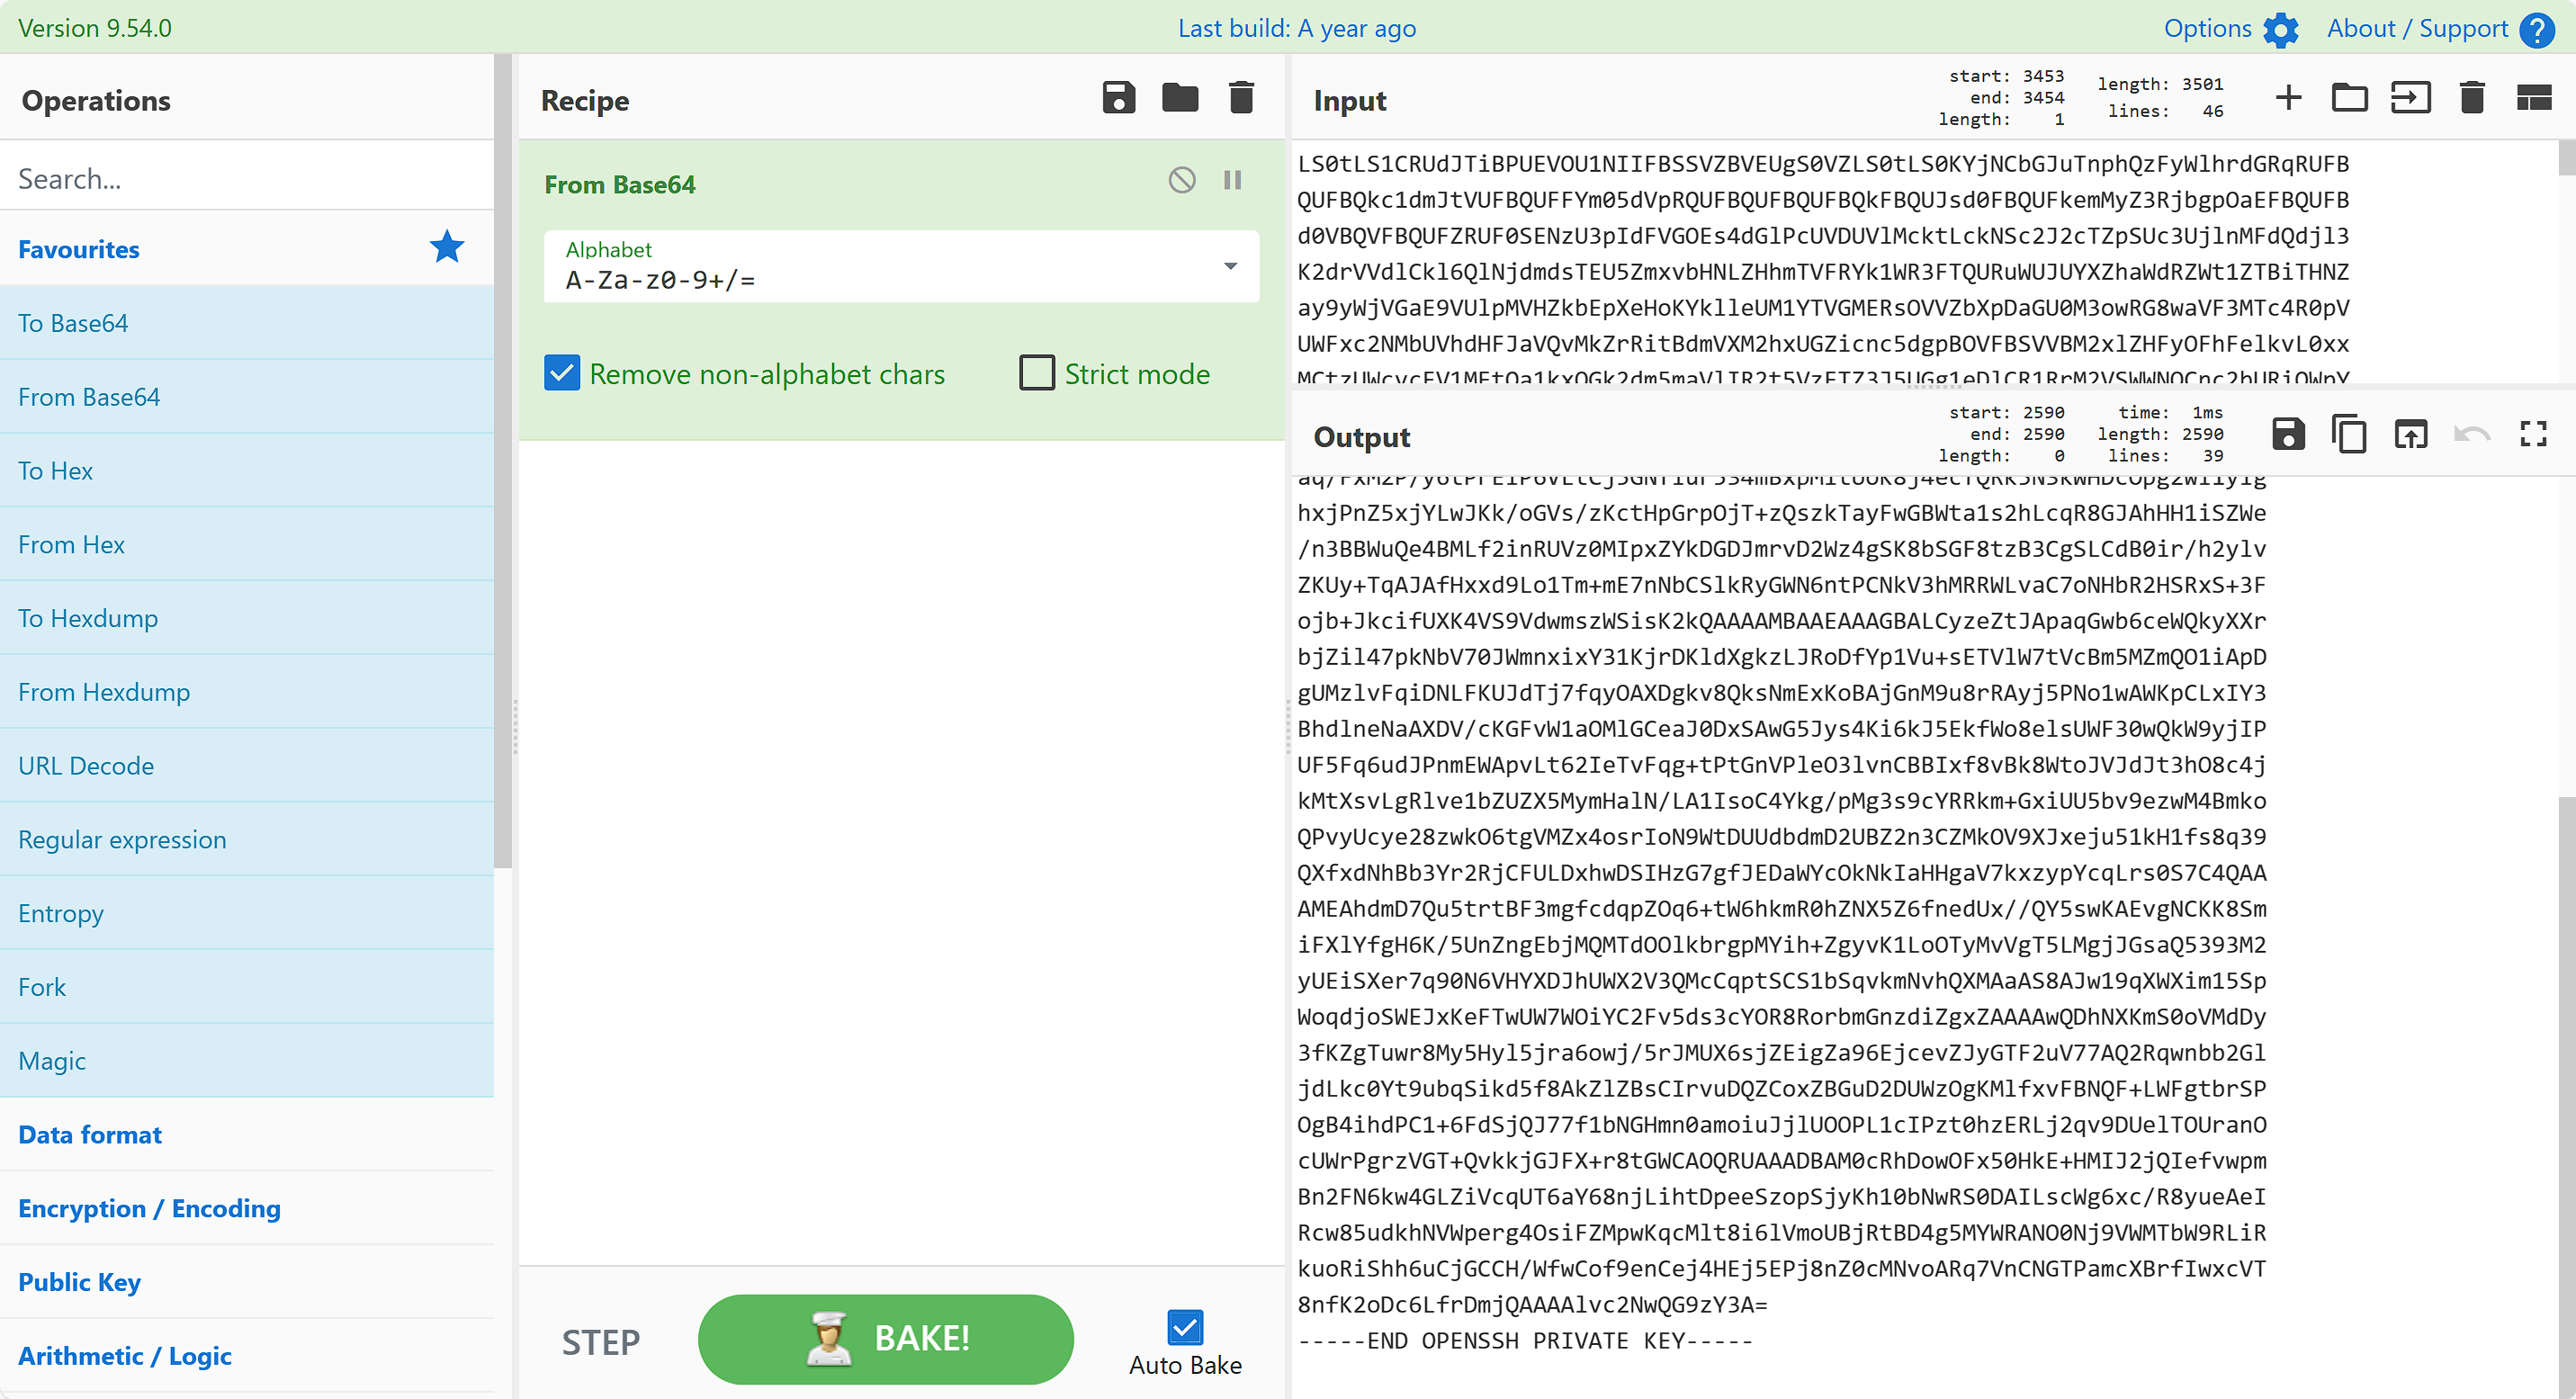 Version 9.54.0
Last build: A year ago
Options
About / Support
Operations
Search...
Favourites
To Base64
From Base64
To Hex
From Hex
To Hexdump
From Hexdump
URL Decode
Regular expression
Entropy
Fork
Magic
Data format
Encryption / Encoding
Public Key
Arithmetic / Logic
Recipe
From Base64
Alphabet
A-Za-z0-9+/=
Remove non-alphabet chars
Strict mode
STEP
BAKE!
Auto Bake
Input
start: 3453
end: 3454
length: 1
length: 3501
lines: 46
LS0tLS1CRUdJTiBPUEVOU1NIIFBSSVZBVEUgS0VZLS0tLS0KYjNCbGJuTnphQzFyWlhrdGRqRUFB
QUFBQkc1dmJtVUFBQUFFYm05dVpRQUFBQUFBQUFBQkFBQUJsd0FBQUFkemMyZ3RjbgpOaEFBQUFB
d0VBQVFBQUFZRUF0SENzU3pIdFVGOEs4dGlPcUVDUVlMcktLckNSc2J2cTZpSUc3UjlnMFdQdjl3
K2drVVdlIckl6QlNjdmdsTEU5ZmxvbHNLZHhmTVFRYk1WR3FTQURuWUJUYXZhaWdRZWt1ZTBiTHNZ
ay9yWjVGaE9VUlpMVHZkbEpXeHoKYklleUM1YTVGMERsOVVZbXpDaGU0M3owRG8waVF3MTc4R0pV
UWFxc2NMbUVhdHFJaVQvMkZrRitBdmVXM2hxUGZicnc5dgpBOVFBSVVBM2xlZHFyOFhFelkvL0xx
Output
start: 2590
end: 2590
length: 0
time: 1ms
length: 2590
lines: 39
hxjPnZ5xjYLwJKk/oGVs/zKctHpGrpOjT+zQszkTayFwGBWta1s2hLcqR8GJAhHH1iSZWe
/n3BBWuQe4BMLf2inRUVz0MIpxZYkDGDJmrvD2Wz4gSK8bSGF8tzB3CgSLCdB0ir/h2ylv
ZKUy+TqAJAfHxxd9Lo1Tm+mE7nNbCSlkRyGWN6ntPCNkV3hMRRWLvaC7oNHbR2HSRxS+3F
ojb+JkcifUXK4VS9VdwmszWSisK2kQAAAAMBAAEAAAGBALCyzeZtJApaqGwb6ceWQkyXXr
bjZil47pkNbV70JWmnxixY31KjrDKldXgkzLJRoDfYp1Vu+sETVlW7tVcBm5MZmQO1iApD
gUMzlvFqiDNLFKUJdTj7fqyOAXDgkv8QksNmExKoBAjGnM9u8rRAyj5PNo1wAWKpCLxIY3
BhdlneNaAXDV/cKGFvW1aOMlGCeaJ0DxSAwG5Jys4Ki6kJ5EkfWo8elsUWF30wQkW9yjIP
UF5Fq6udJPnmEWApvLt62IeTvFqg+tPtGnVPleO3lvnCBBIxf8vBk8WtoJVJdJt3hO8c4j
kMtXsvLgRlve1bZUZX5MymHalN/LA1IsoC4Ykg/pMg3s9cYRRkm+GxiUU5bv9ezwM4Bmko
QPvyUcye28zwkO6tgVMZx4osrIoN9WtDUUdbdmD2UBZ2n3CZMkOV9XJxeju51kH1fs8q39
QXfxdNhBb3Yr2RjCFULDxhwDSIHzG7gfJEDaWYcOkNkIaHHgaV7kxzypYcqLrs0S7C4QAA
AMEAhdmD7Qu5trtBF3mgfcdqpZOq6+tW6hkmR0hZNX5Z6fnedUx//QY5swKAEvgNCKK8Sm
iFXlYfgH6K/5UnZngEbjMQMTdOOlkbrgpMYih+ZgyvK1LoOTyMvVgT5LMgjJGsaQ5393M2
yUEiSXer7q90N6VHYXDJhUWX2V3QMcCqptSCS1bSqvkmNvhQXMAaAS8AJw19qXWXim15Sp
WoqdjoSWEJxKeFTwUW7WOiYC2Fv5ds3cYOR8RorbmGnzdiZgxZAAAAwQDhNXKmS0oVMdDy
3fKZgTuwr8My5Hyl5jra6owj/5rJMUX6sjZEigZa96EjcevZJyGTF2uV77AQ2Rqwnbb2Gl
jdLkc0Yt9ubqSikd5f8AkZlZBsCIrvuDQZCoxZBGuD2DUWzOgKMlfxvFBNQF+LWFgtbrSP
OgB4ihdPC1+6FdSjQJ77f1bNGHmn0amoiuJjlUOOPL1cIPzt0hzERLj2qv9DUelTOUranO
cUWrPgrzVGT+QvkkjGJFX+r8tGWCAOQRUAAADBAM0cRhDowOFx50HkE+HMIJ2jQIefvwpm
Bn2FN6kw4GLZiVcqUT6aY68njLihtDpeeSzopSjyKh10bNwRS0DAILscWg6xc/R8yueAeI
Rcw85udkhNVWperg4OsiFZMpwKqcMlt8i6lVmoUBjRtBD4g5MYWRANO0Nj9VWMTbW9RLiR
kuoRiShh6uCjGCCH/WfwCof9enCej4HEj5EPj8nZ0cMNvoARq7VnCNGTPamcXBrfIwxcVT
8nfK2oDc6LfrDmjQAAAAlvc2NwQG9zY3A=
-----END OPENSSH PRIVATE KEY-----